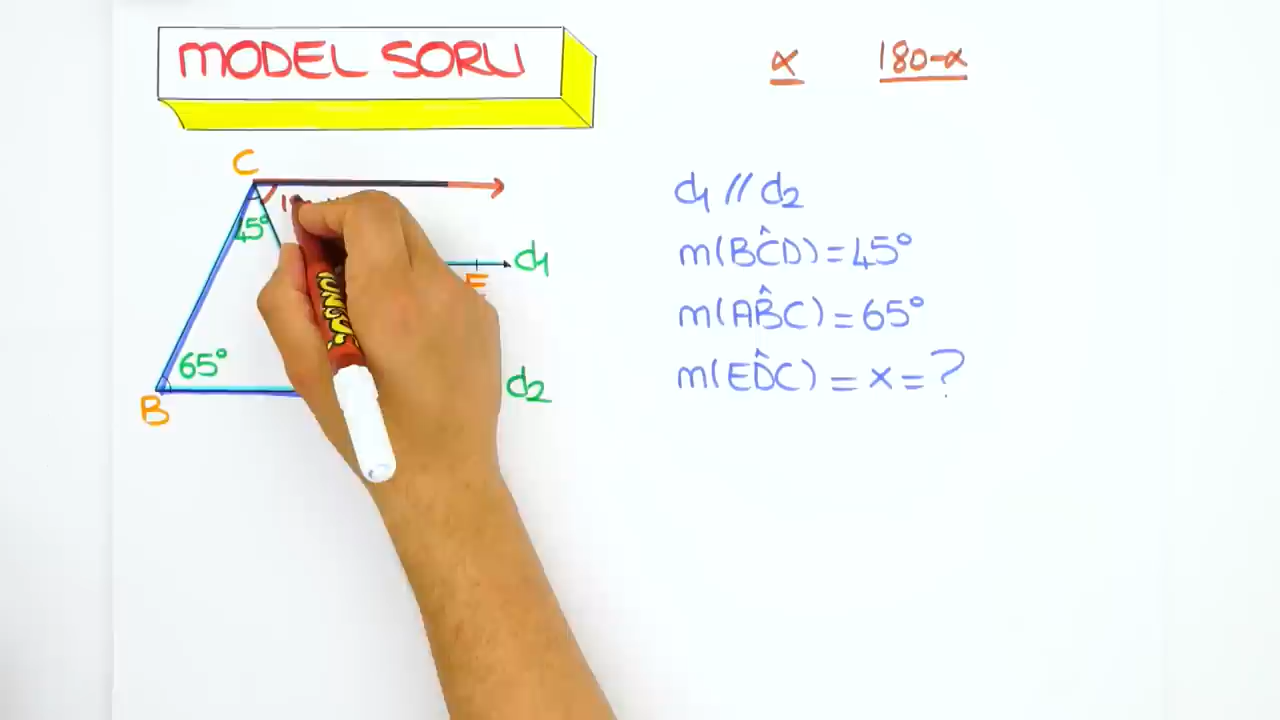 MODEL SORU
α 180-α
C
45°
d1
E
65°
d2
B
d1 // d2
m(BĈD) = 45°
m(AB̂C) = 65°
m(ED̂C) = x = ?